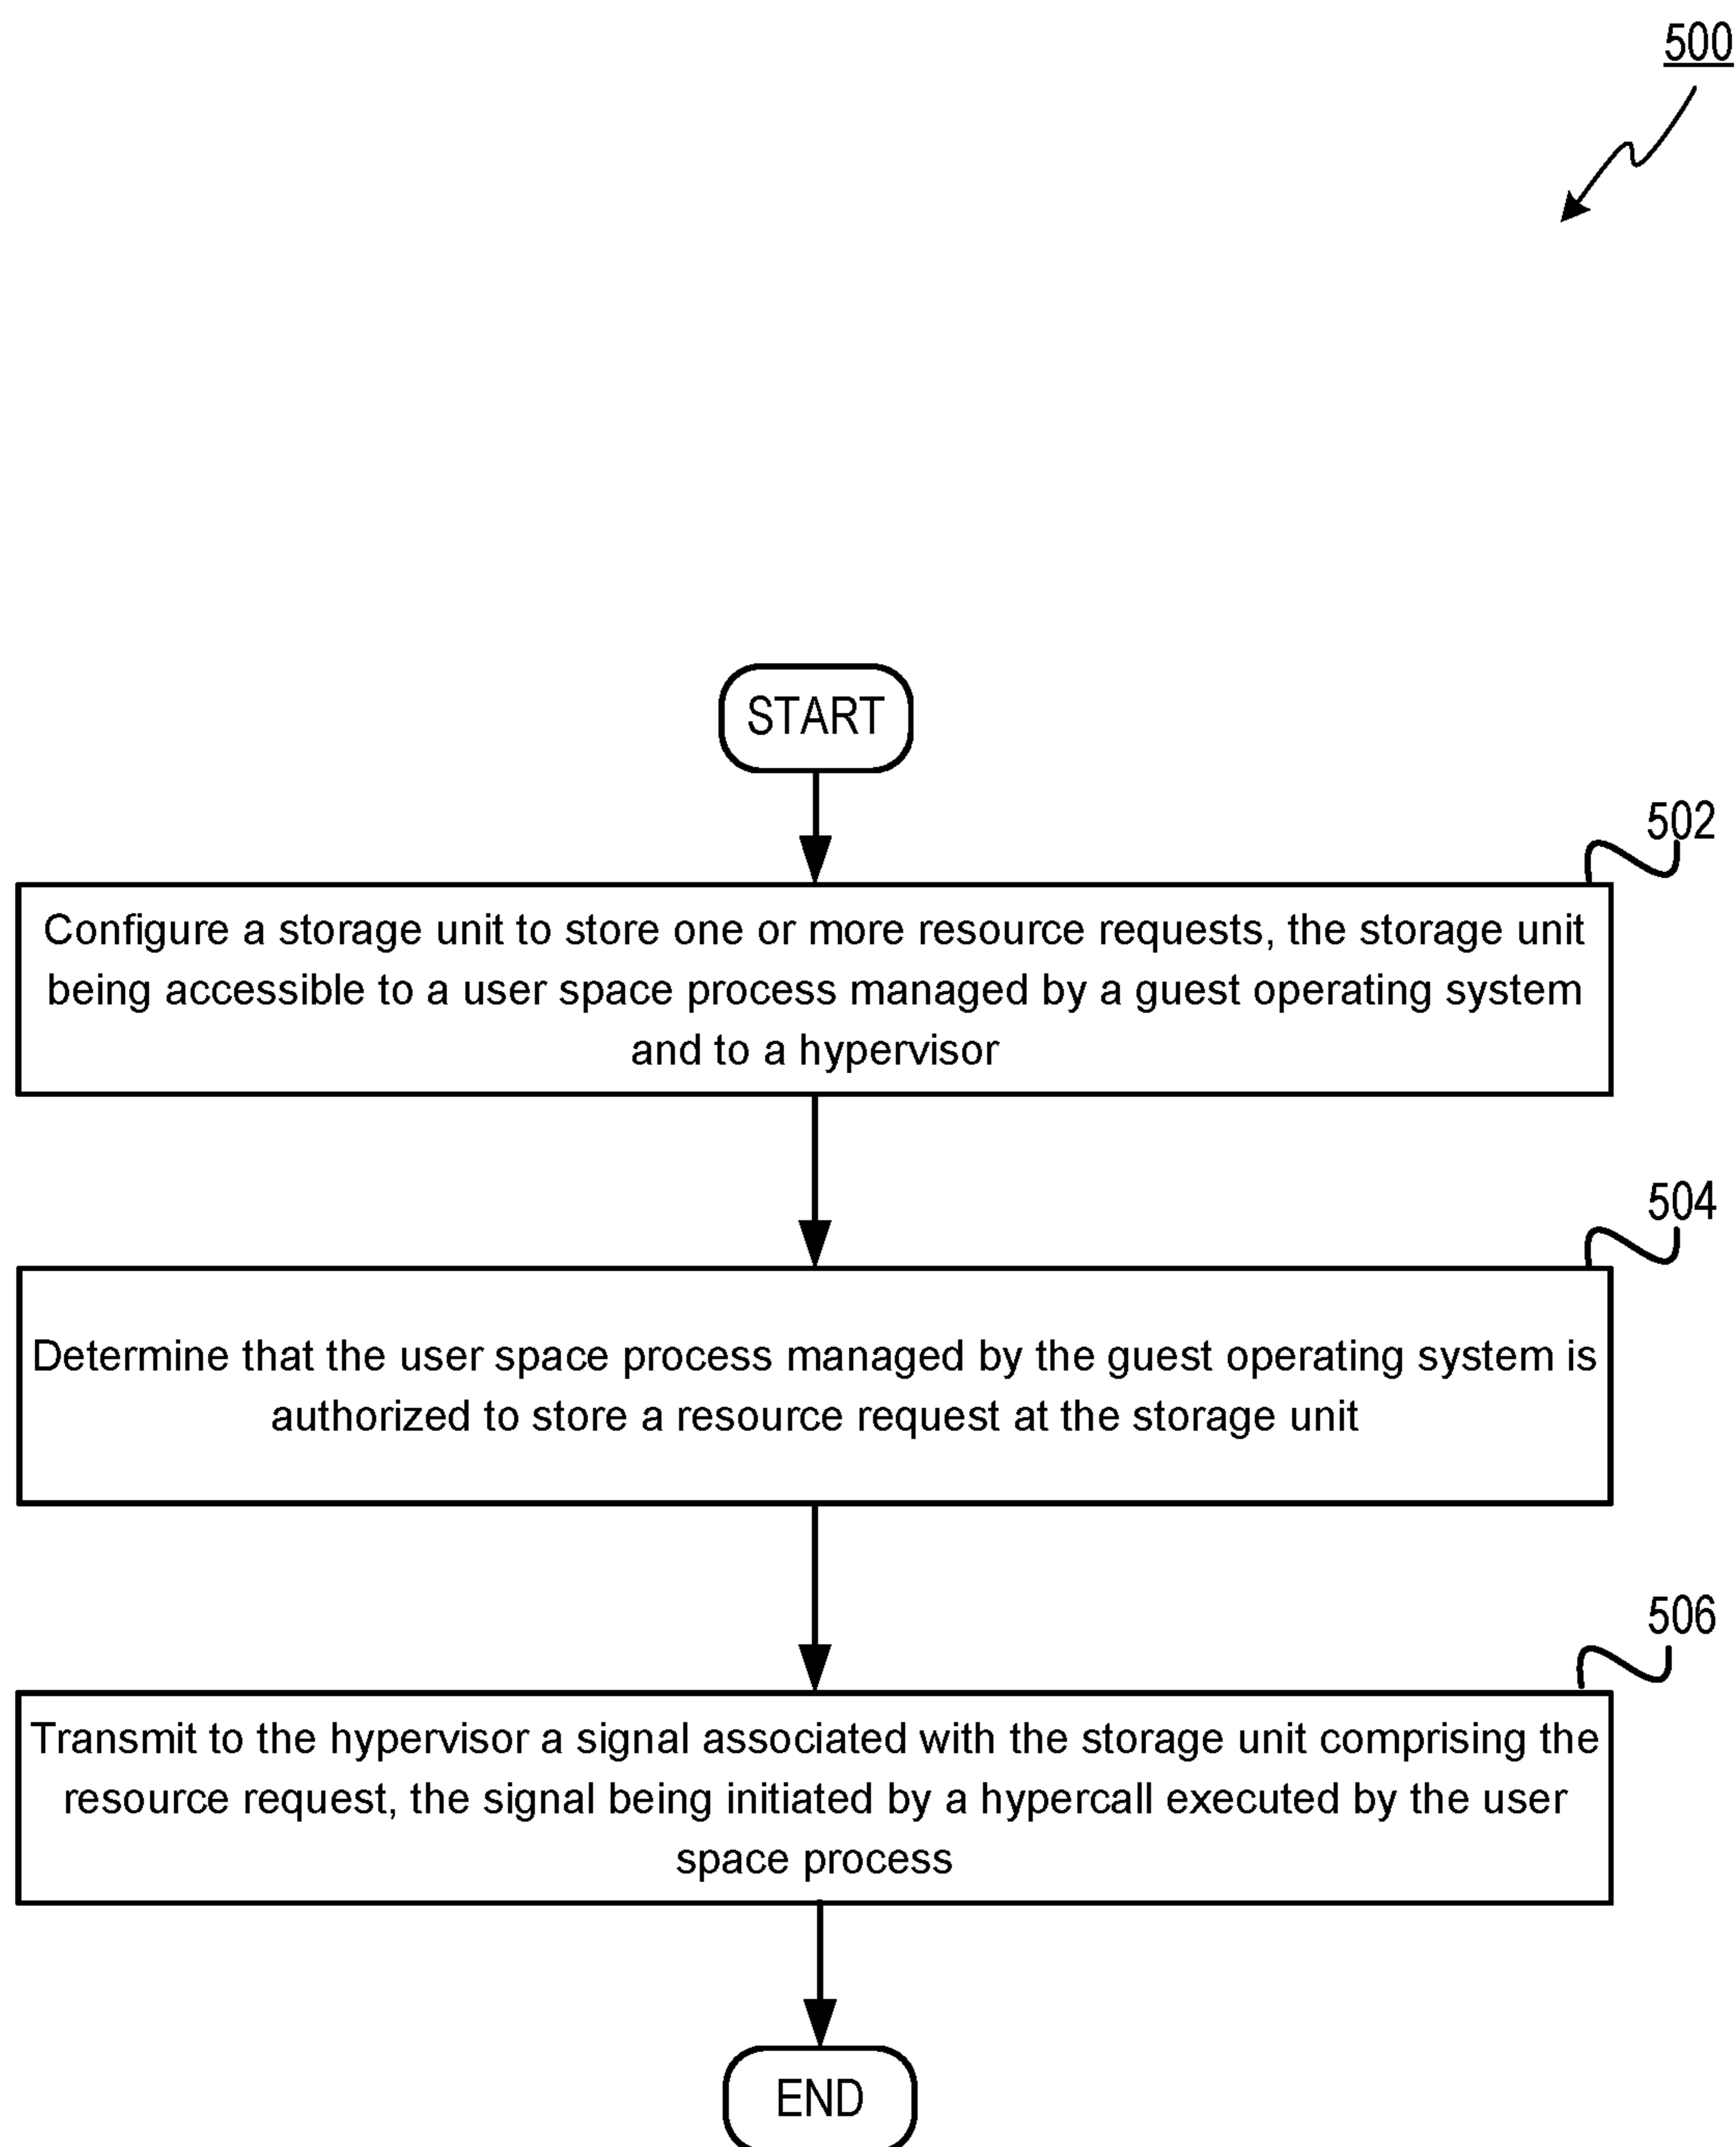 500
START
502
Configure a storage unit to store one or more resource requests, the storage unit
being accessible to a user space process managed by a guest operating system
and to a hypervisor
504
Determine that the user space process managed by the guest operating system is
authorized to store a resource request at the storage unit
506
Transmit to the hypervisor a signal associated with the storage unit comprising the
resource request, the signal being initiated by a hypercall executed by the user
space process
END